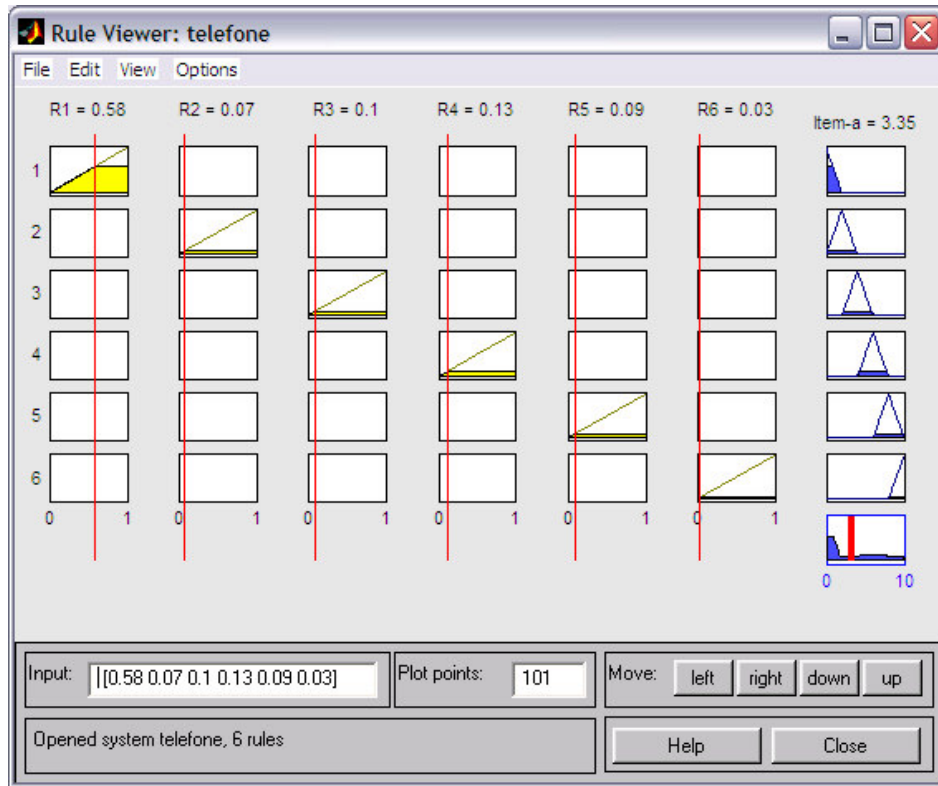 Rule Viewer: telefone
File Edit View Options
R1 = 0.58 R2 = 0.07 R3 = 0.1 R4 = 0.13 R5 = 0.09 R6 = 0.03 Item-a = 3.35
1
2
3
4
5
6
0 1 0 1 0 1 0 1 0 1 0 1
0 10
Input: [0.58 0.07 0.1 0.13 0.09 0.03] Plot points: 101 Move: left right down up
Opened system telefone, 6 rules Help Close